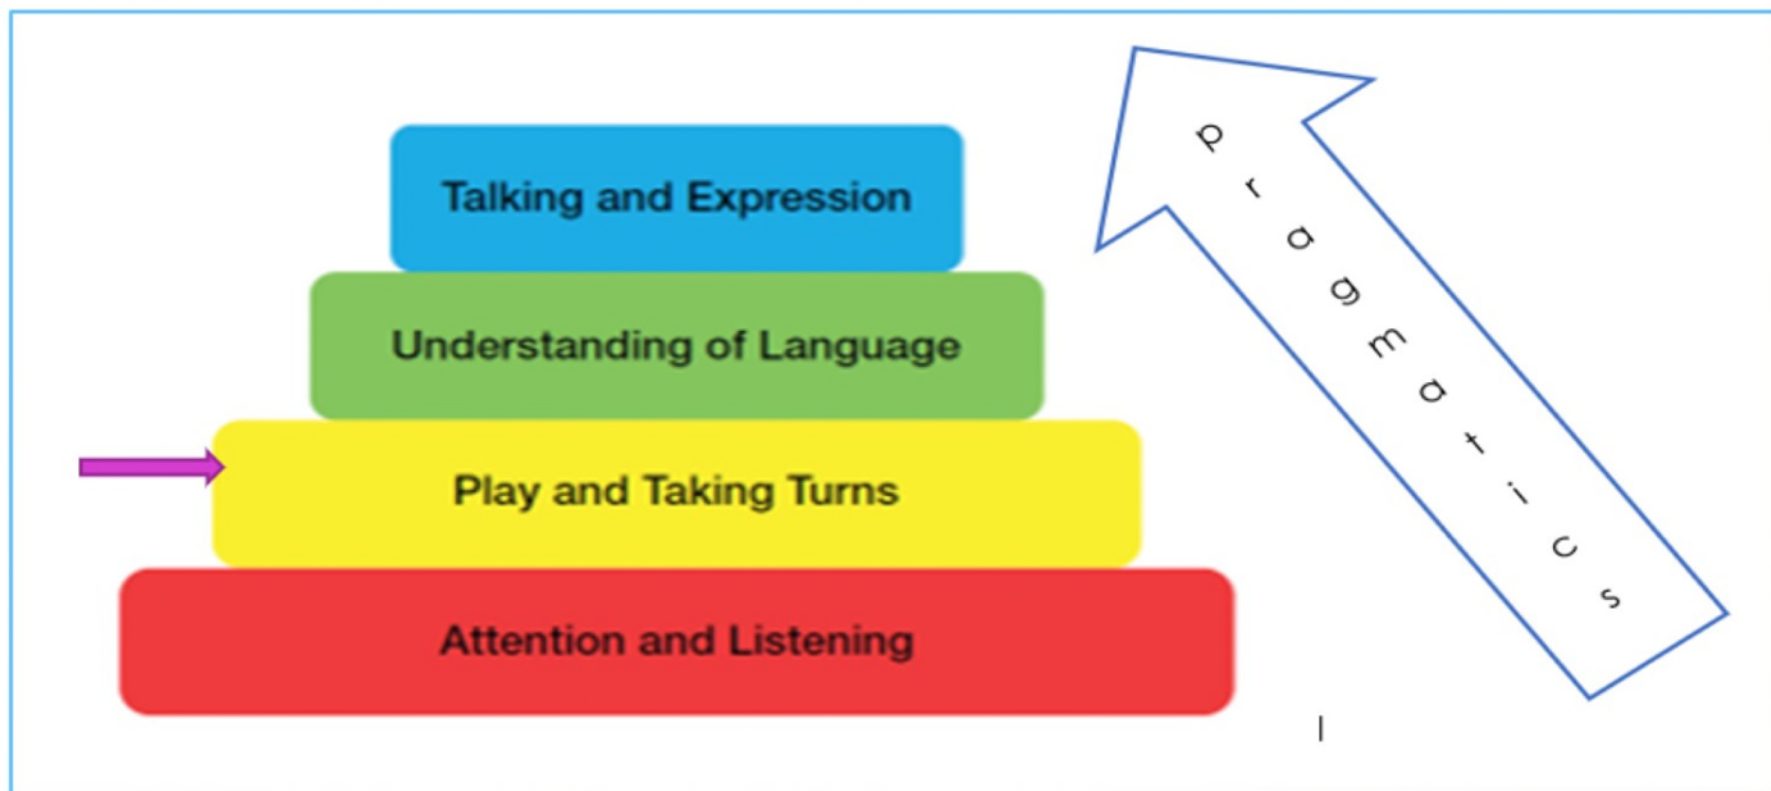 Talking and Expression
Understanding of Language
Play and Taking Turns
Attention and Listening
pragmatics